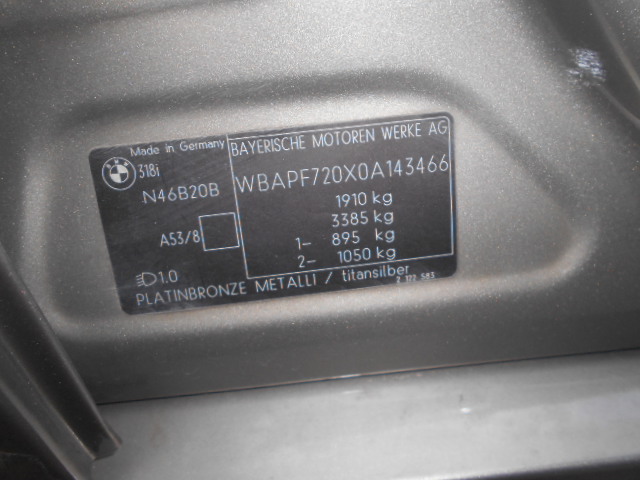 Made in Germany
318i
N46B20B
A53/8
1.0
BAYERISCHE MOTOREN WERKE AG
WBAPF720X0A143466
1910 kg
3385 kg
1- 895 kg
2- 1050 kg
PLATINBRONZE METALLI / titansilber